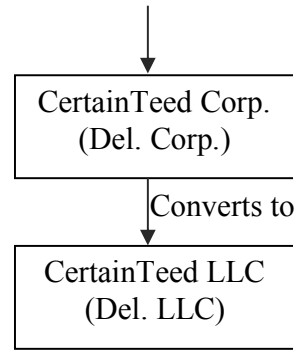 CertainTeed Corp.
(Del. Corp.)
Converts to
CertainTeed LLC
(Del. LLC)